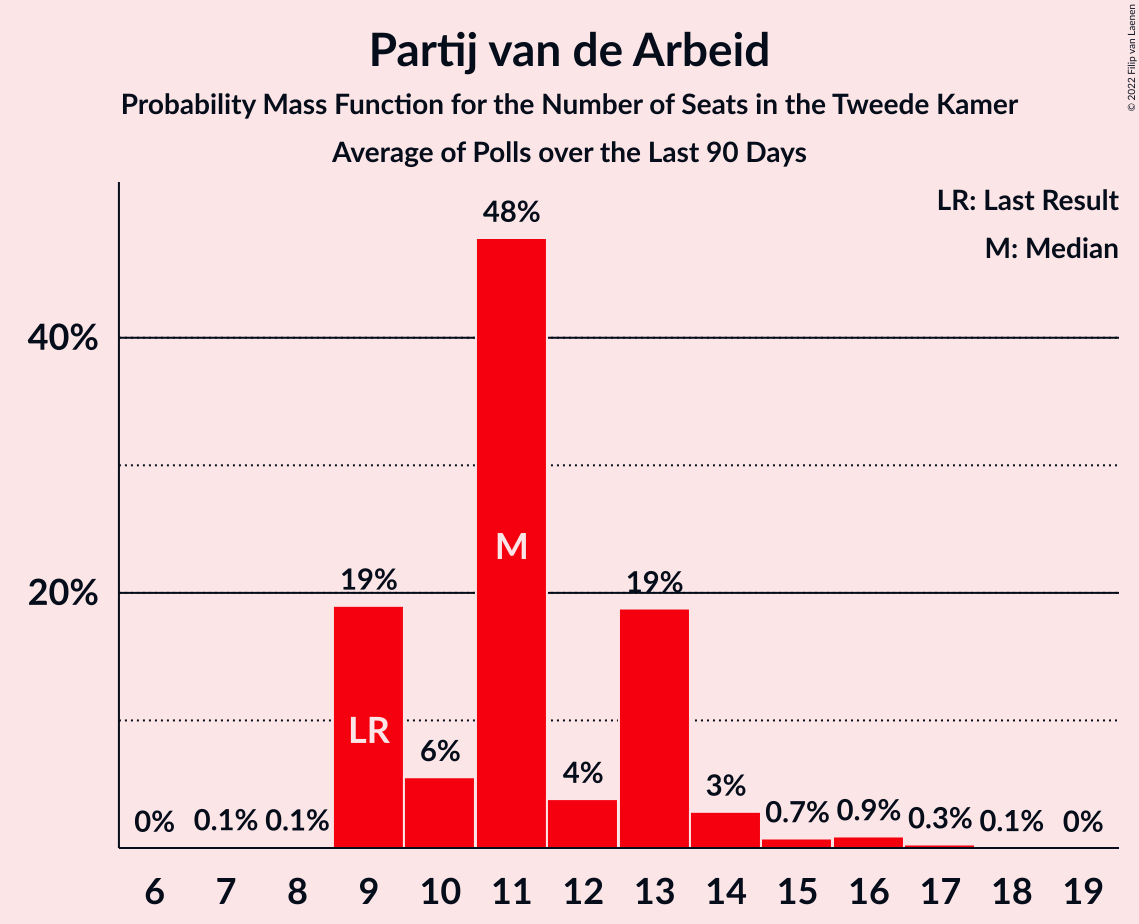 Partij van de Arbeid
Probability Mass Function for the Number of Seats in the Tweede Kamer
Average of Polls over the Last 90 Days
© 2022 Filip van Laenen
LR: Last Result
M: Median
40%
20%
0%
0.1%
0.1%
19%
6%
48%
4%
19%
3%
0.7%
0.9%
0.3%
0.1%
0%
LR
M
6 7 8 9 10 11 12 13 14 15 16 17 18 19